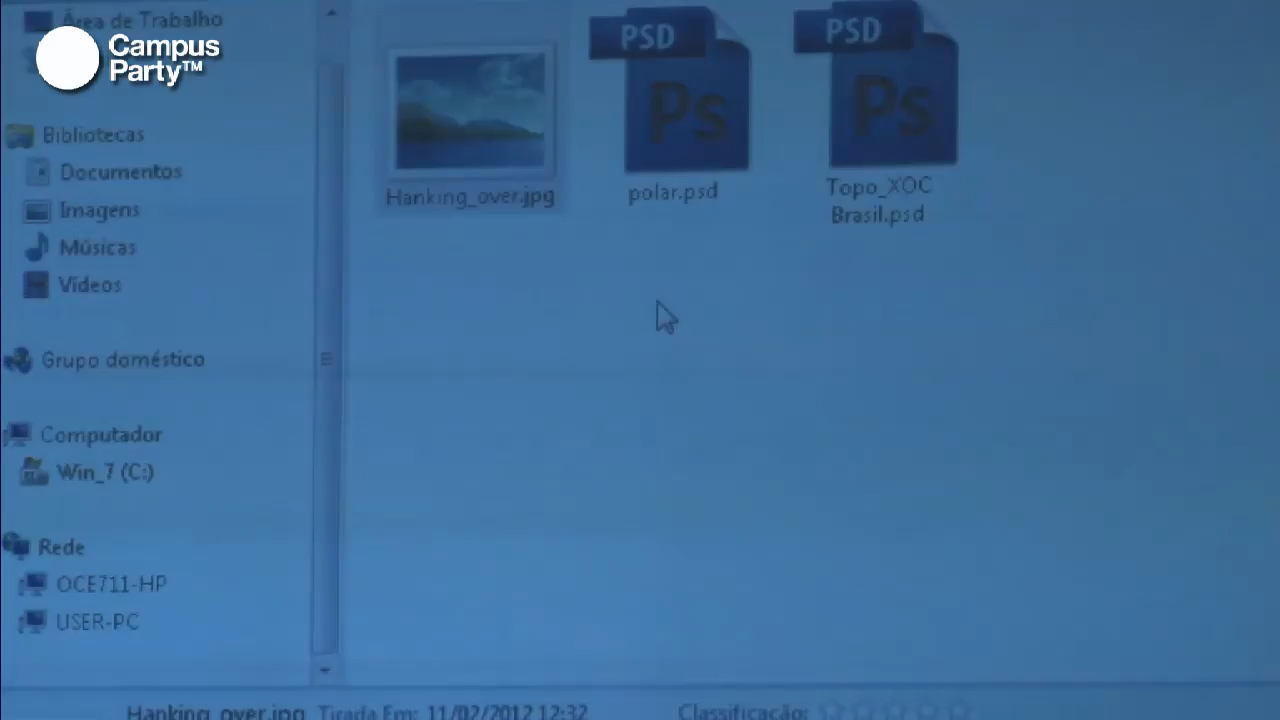 Área de Trabalho
Campus
Party™
Bibliotecas
Documentos
Imagens
Músicas
Vídeos
Grupo doméstico
Computador
Win_7 (C:)
Rede
OCE711-HP
USER-PC
Hanking_over.jpg
PSD
Ps
polar.psd
PSD
Ps
Topo_XOC
Brasil.psd
Hanking_over.jpg Tirada Em: 11/02/2012 12:32 Classificação: